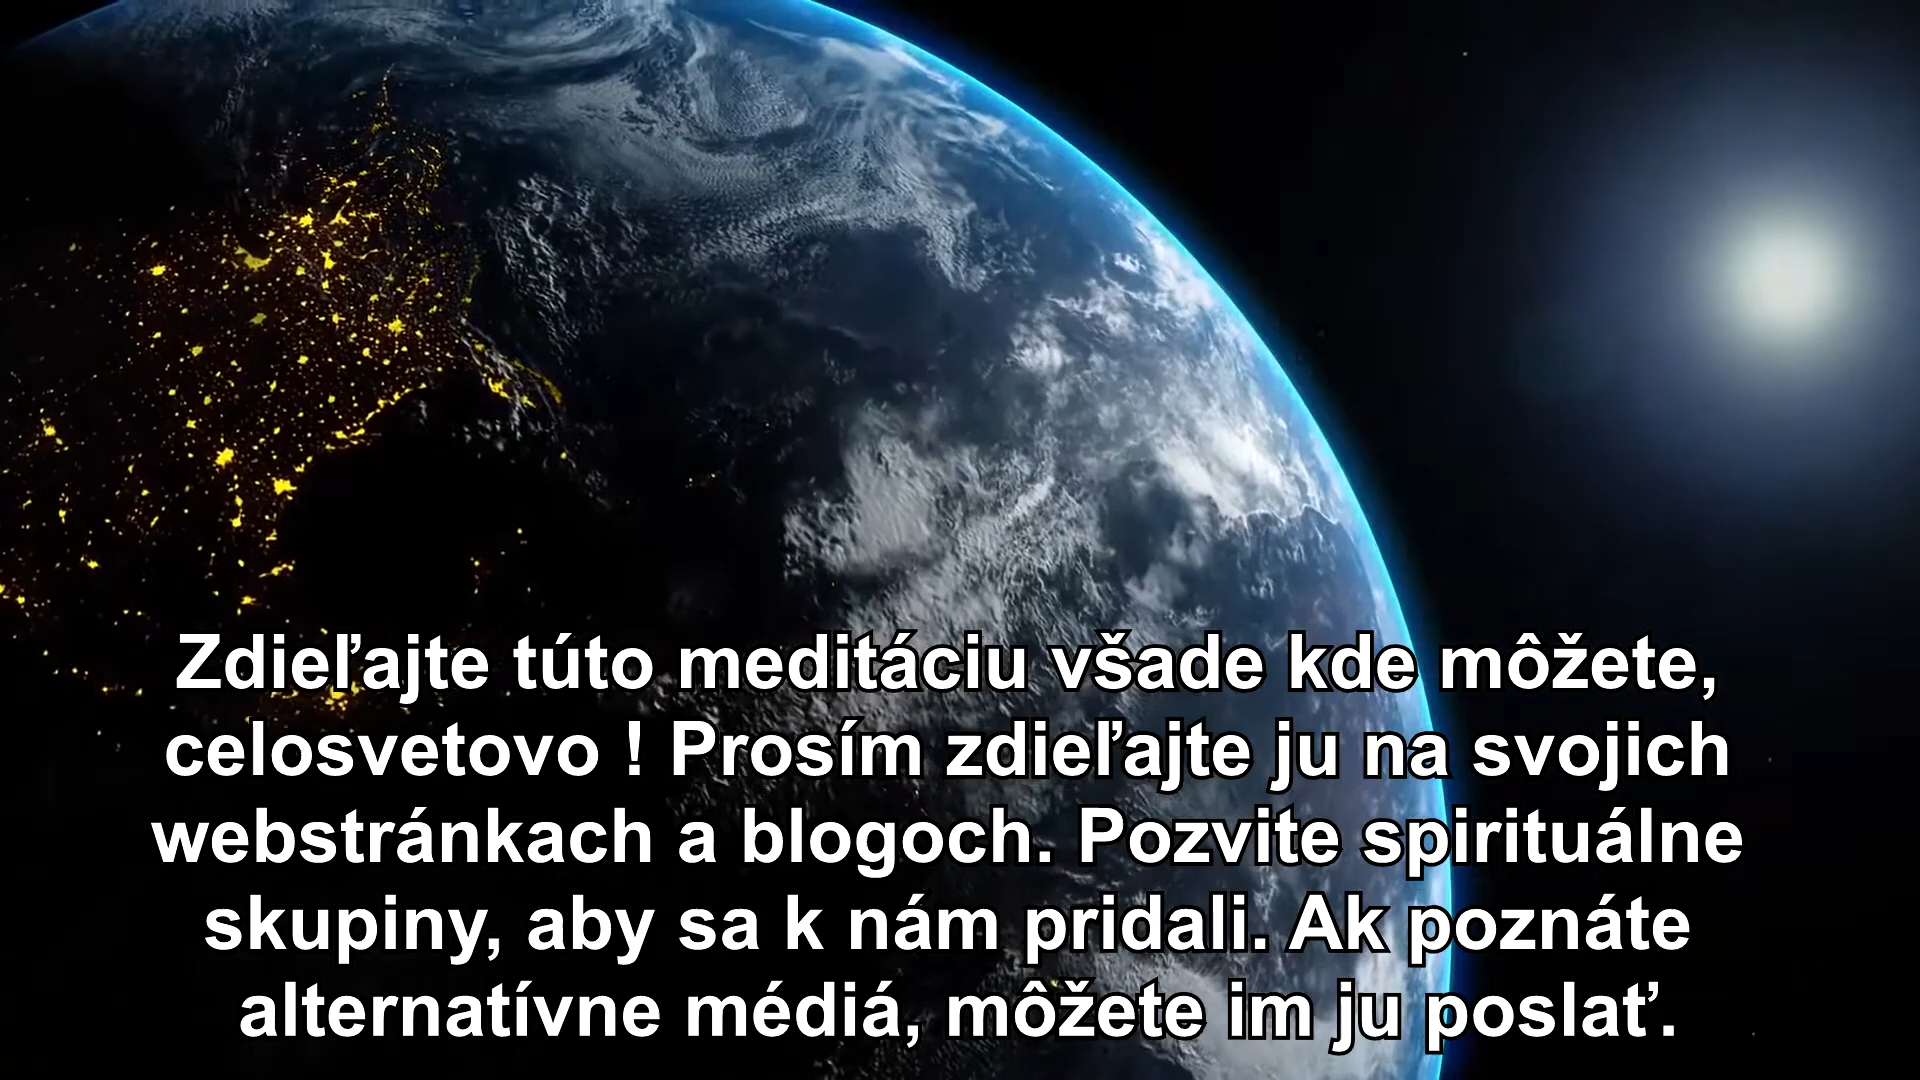 Zdieľajte túto meditáciu všade kde môžete,
celosvetovo ! Prosím zdieľajte ju na svojich
webstránkach a blogoch. Pozvite spirituálne
skupiny, aby sa k nám pridali. Ak poznáte
alternatívne médiá, môžete im ju poslať.